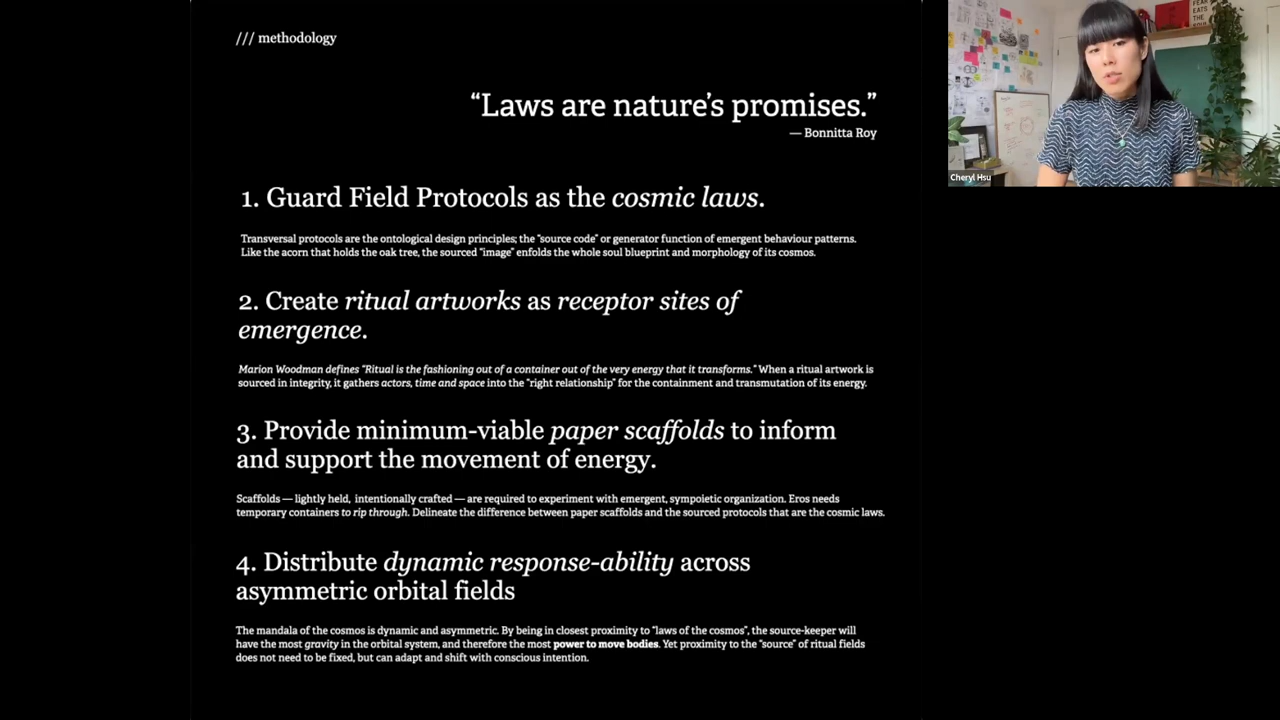 /// methodology
“Laws are nature’s promises.”
— Bonnitta Roy
1. Guard Field Protocols as the cosmic laws.
Transversal protocols are the ontological design principles; the “source code” or generator function of emergent behaviour patterns.
Like the acorn that holds the oak tree, the sourced “image” enfolds the whole soul blueprint and morphology of its cosmos.
2. Create ritual artworks as receptor sites of
emergence.
Marion Woodman defines “Ritual is the fashioning out of a container out of the very energy that it transforms.” When a ritual artwork is
sourced in integrity, it gathers actors, time and space into the “right relationship” for the containment and transmutation of its energy.
3. Provide minimum-viable paper scaffolds to inform
and support the movement of energy.
Scaffolds — lightly held, intentionally crafted — are required to experiment with emergent, sympoietic organization. Eros needs
temporary containers to rip through. Delineate the difference between paper scaffolds and the sourced protocols that are the cosmic laws.
4. Distribute dynamic response-ability across
asymmetric orbital fields
The mandala of the cosmos is dynamic and asymmetric. By being in closest proximity to “laws of the cosmos”, the source-keeper will
have the most gravity in the orbital system, and therefore the most power to move bodies. Yet proximity to the “source” of ritual fields
does not need to be fixed, but can adapt and shift with conscious intention.
FEAR
EATS
THE
SOUL
Cheryl Hsu